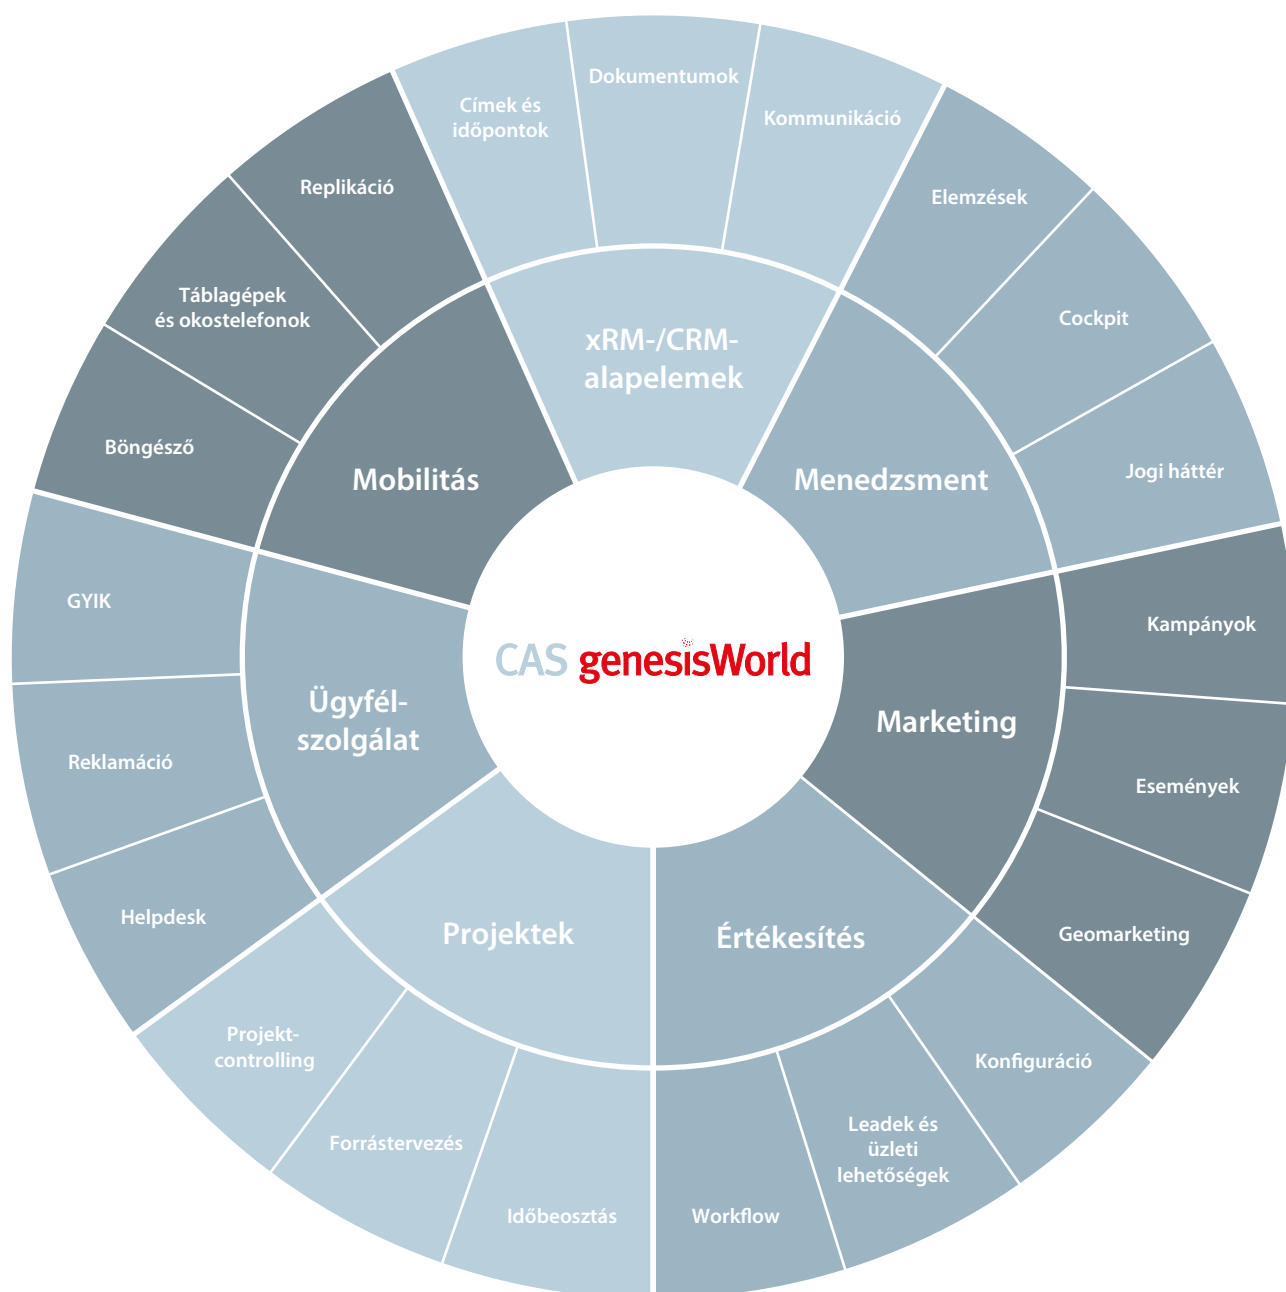 Dokumentumok
Címek és
időpontok
Kommunikáció
Replikáció
Elemzések
Táblagépek
és okostelefonok
Cockpit
xRM-/CRM-
alapelemek
Böngésző
Mobilitás
Menedzsment
Jogi háttér
GYIK
Kampányok
CAS genesisWorld
Ügyfél-
szolgálat
Marketing
Reklamáció
Események
Helpdesk
Projektek
Értékesítés
Geomarketing
Projekt-
controlling
Konfiguráció
Forrástervezés
Leadek és
üzleti
lehetőségek
Időbeosztás
Workflow